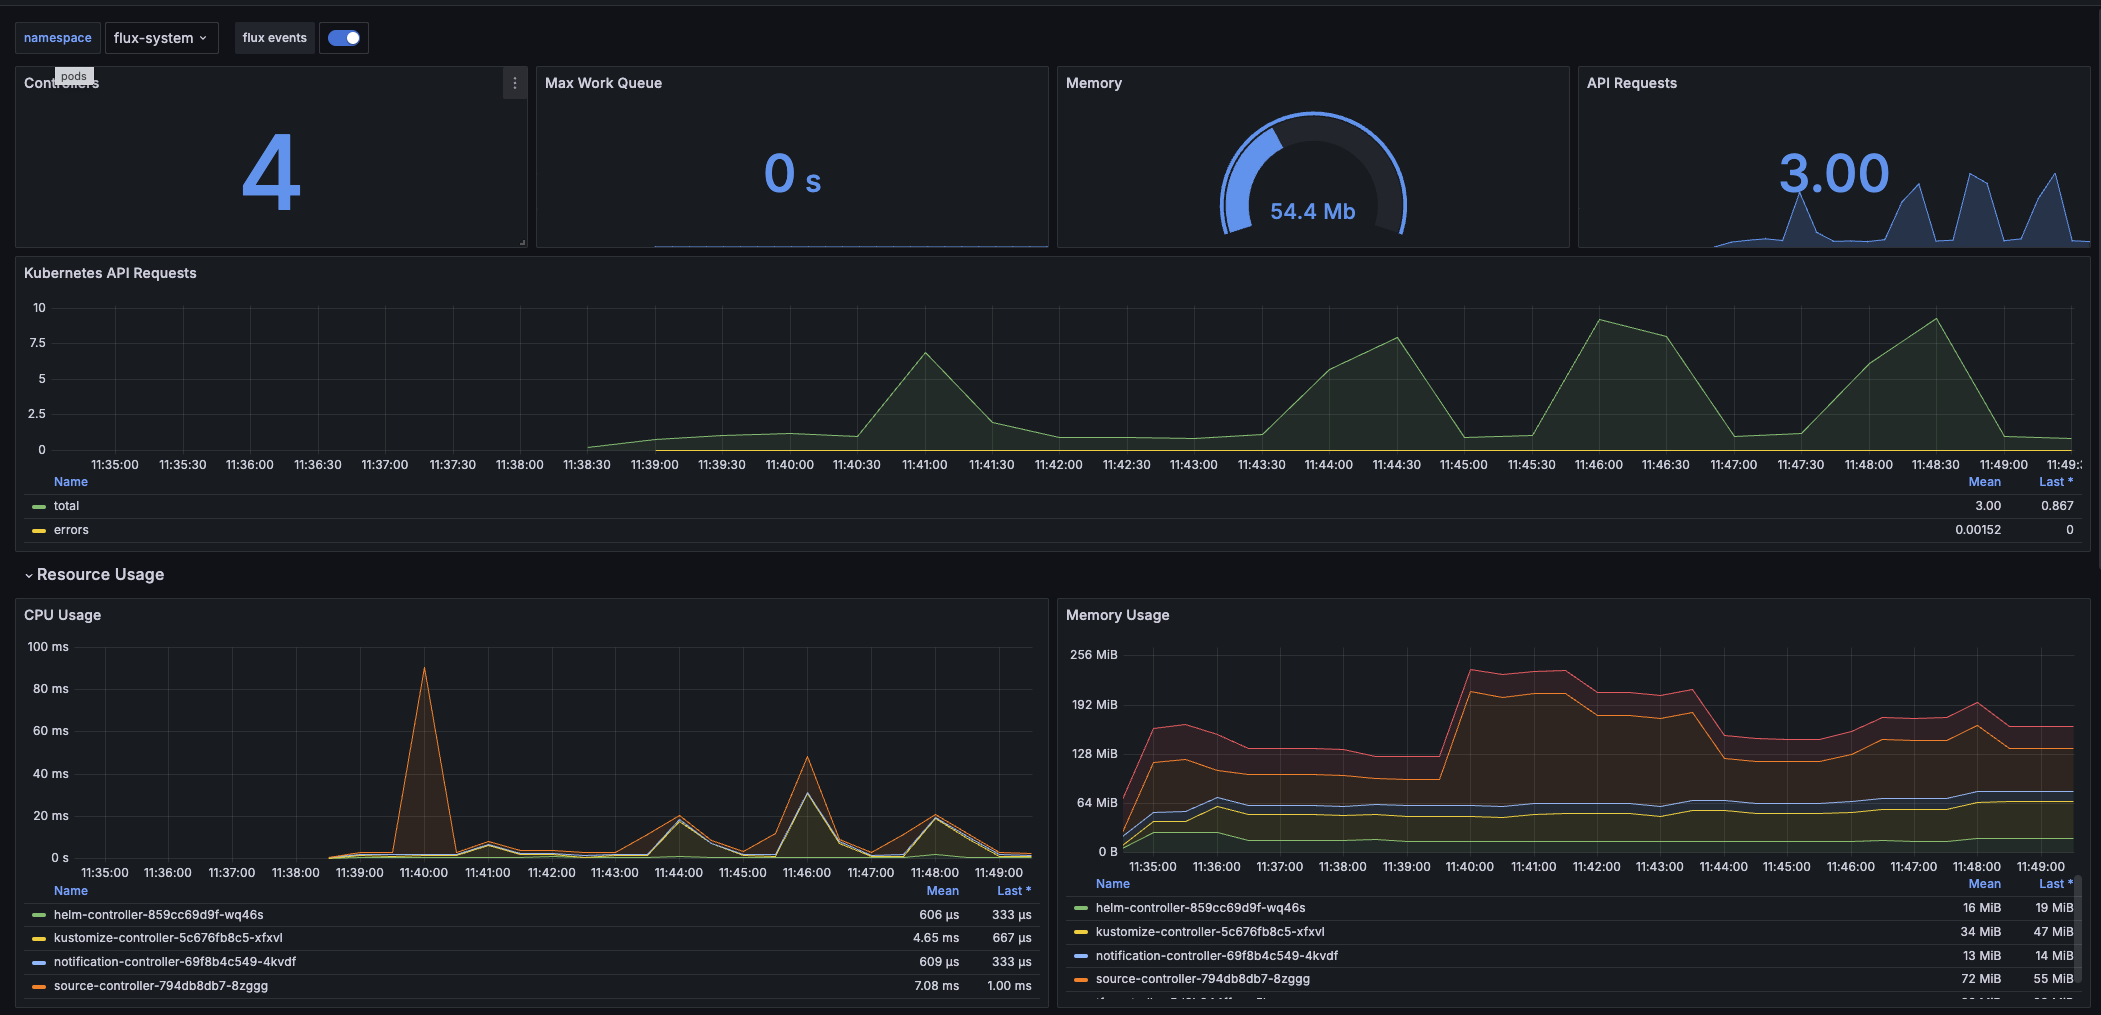 namespace flux-system flux events
pods
Controllers Max Work Queue Memory API Requests
4 0 s 54.4 Mb 3.00
Kubernetes API Requests
10
7.5
5
2.5
0
11:35:00 11:35:30 11:36:00 11:36:30 11:37:00 11:37:30 11:38:00 11:38:30 11:39:00 11:39:30 11:40:00 11:40:30 11:41:00 11:41:30 11:42:00 11:42:30 11:43:00 11:43:30 11:44:00 11:44:30 11:45:00 11:45:30 11:46:00 11:46:30 11:47:00 11:47:30 11:48:00 11:48:30 11:49:00 11:49:
Name Mean Last *
total 3.00 0.867
errors 0.00152 0
Resource Usage
CPU Usage
100 ms
80 ms
60 ms
40 ms
20 ms
0 s
11:35:00 11:36:00 11:37:00 11:38:00 11:39:00 11:40:00 11:41:00 11:42:00 11:43:00 11:44:00 11:45:00 11:46:00 11:47:00 11:48:00 11:49:00
Name Mean Last *
helm-controller-859cc69d9f-wq46s 606 µs 333 µs
kustomize-controller-5c676fb8c5-xfxvl 4.65 ms 667 µs
notification-controller-69f8b4c549-4kvdf 609 µs 333 µs
source-controller-794db8db7-8zggg 7.08 ms 1.00 ms
Memory Usage
256 MiB
192 MiB
128 MiB
64 MiB
0 B
11:35:00 11:36:00 11:37:00 11:38:00 11:39:00 11:40:00 11:41:00 11:42:00 11:43:00 11:44:00 11:45:00 11:46:00 11:47:00 11:48:00 11:49:00
Name Mean Last *
helm-controller-859cc69d9f-wq46s 16 MiB 19 MiB
kustomize-controller-5c676fb8c5-xfxvl 34 MiB 47 MiB
notification-controller-69f8b4c549-4kvdf 13 MiB 14 MiB
source-controller-794db8db7-8zggg 72 MiB 55 MiB